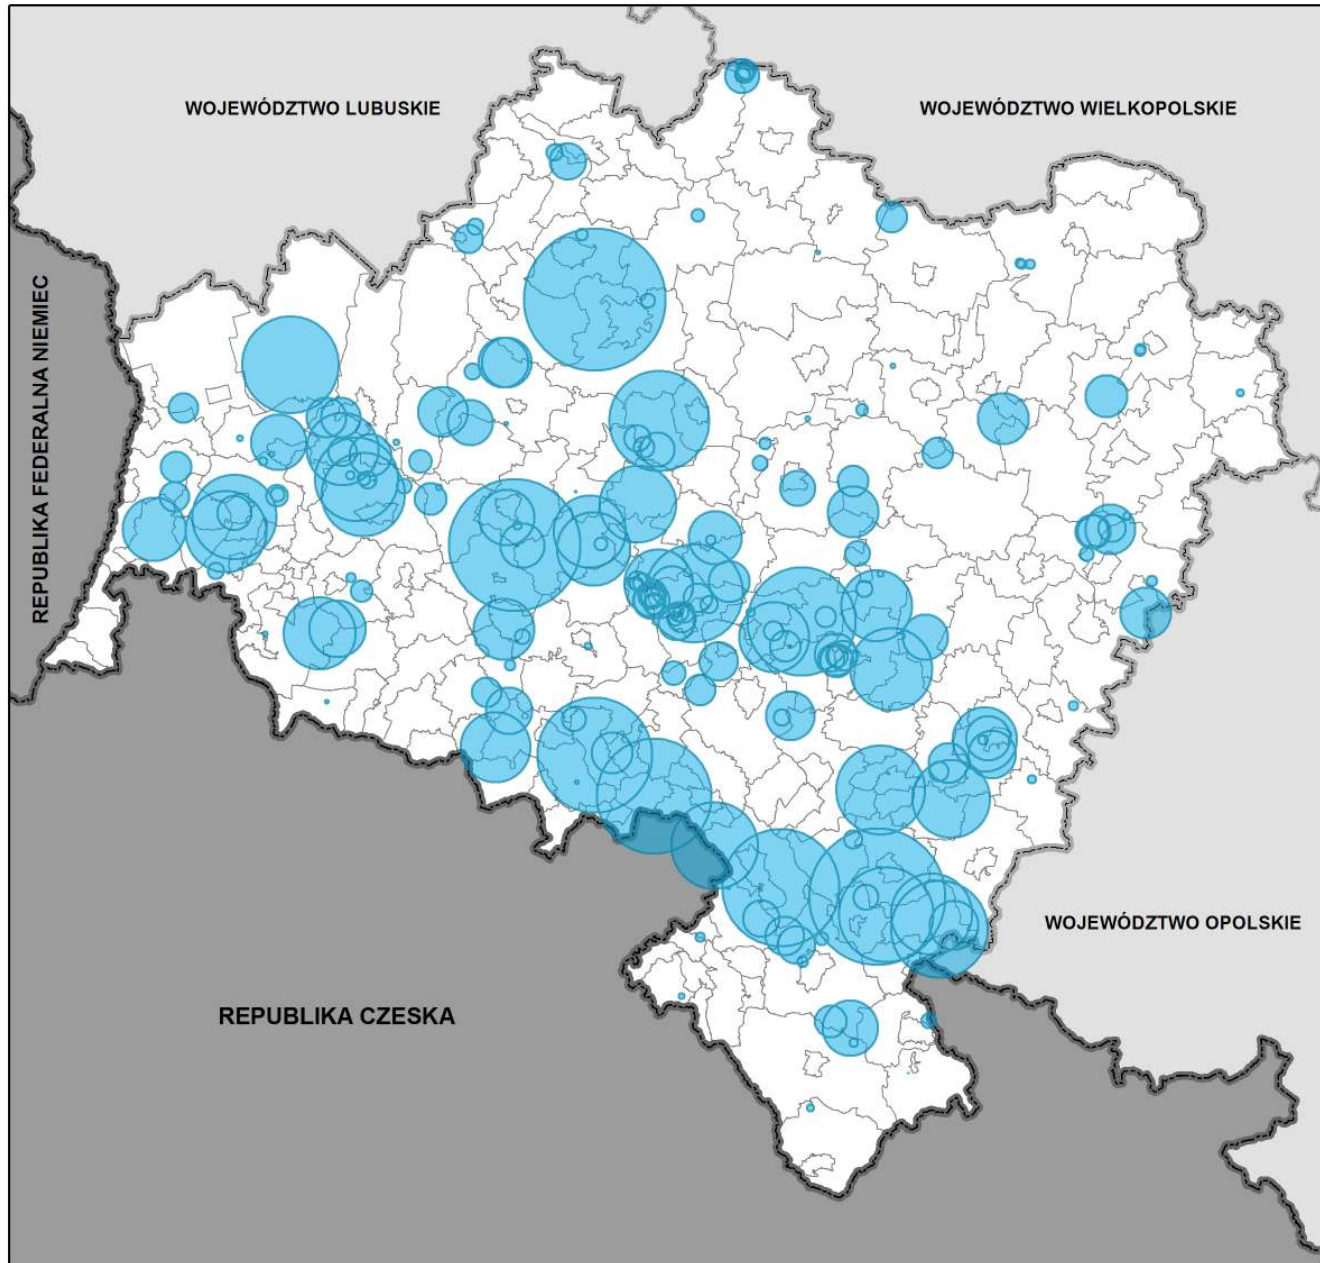 WOJEWÓDZTWO LUBUSKIE
WOJEWÓDZTWO WIELKOPOLSKIE
REPUBLIKA FEDERALNA NIEMIEC
WOJEWÓDZTWO OPOLSKIE
REPUBLIKA CZESKA